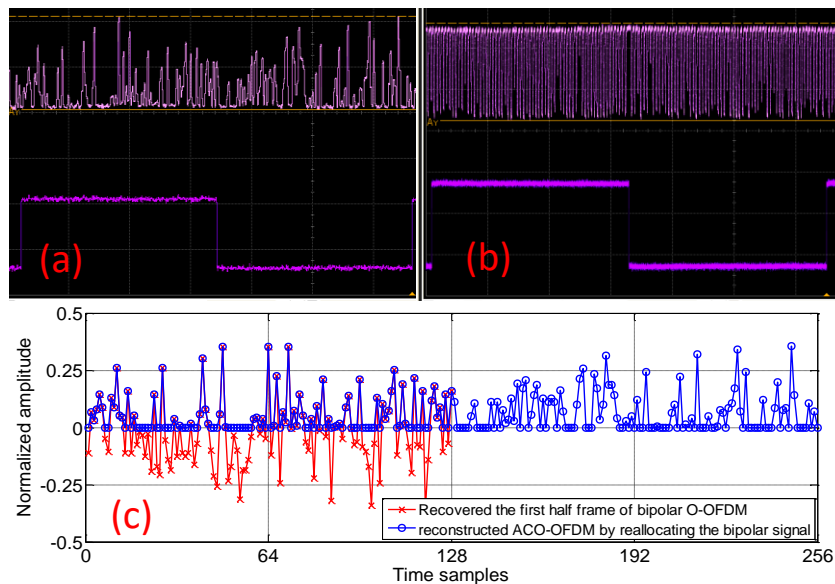 (a)
(b)
0.5
0.25
0
-0.25
-0.5
Normalized amplitude
(c)
Recovered the first half frame of bipolar O-OFDM
reconstructed ACO-OFDM by reallocating the bipolar signal
0 64 128 192 256
Time samples